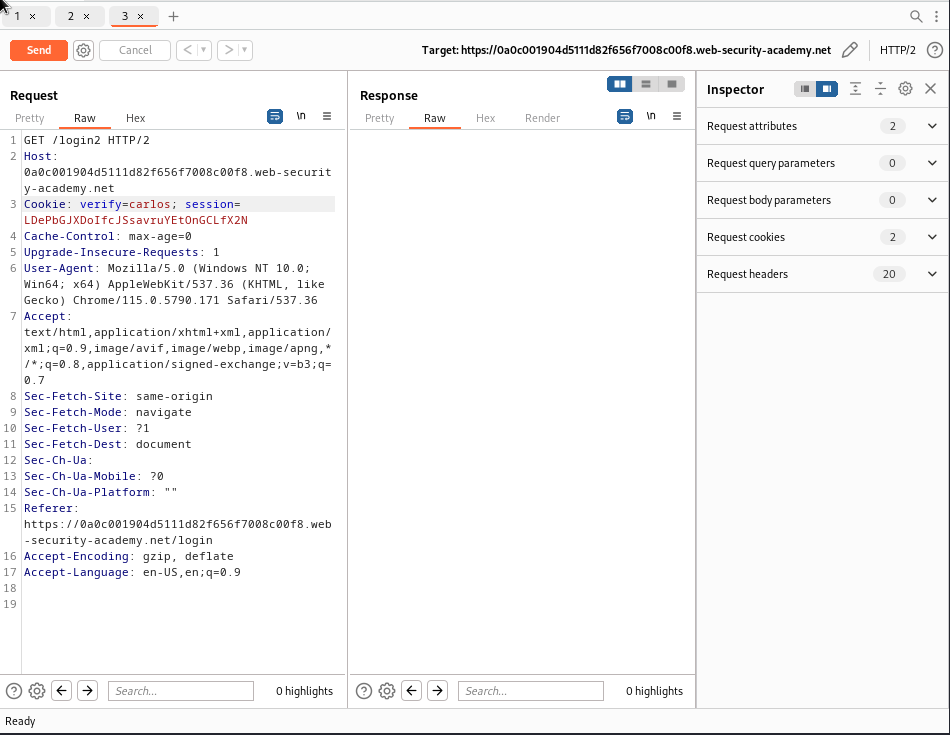 1 × 2 × 3 × +
Send Cancel < > Target: https://0a0c001904d5111d82f656f7008c00f8.web-security-academy.net HTTP/2 ?
Request
Pretty Raw Hex \n
1 GET /login2 HTTP/2
2 Host:
0a0c001904d5111d82f656f7008c00f8.web-securit
y-academy.net
3 Cookie: verify=carlos; session=
LDePbGJXDoIfcJSsavruYEtOnGCLfX2N
4 Cache-Control: max-age=0
5 Upgrade-Insecure-Requests: 1
6 User-Agent: Mozilla/5.0 (Windows NT 10.0;
Win64; x64) AppleWebKit/537.36 (KHTML, like
Gecko) Chrome/115.0.5790.171 Safari/537.36
7 Accept:
text/html,application/xhtml+xml,application/
xml;q=0.9,image/avif,image/webp,image/apng,*
/*;q=0.8,application/signed-exchange;v=b3;q=
0.7
8 Sec-Fetch-Site: same-origin
9 Sec-Fetch-Mode: navigate
10 Sec-Fetch-User: ?1
11 Sec-Fetch-Dest: document
12 Sec-Ch-Ua:
13 Sec-Ch-Ua-Mobile: ?0
14 Sec-Ch-Ua-Platform: ""
15 Referer:
https://0a0c001904d5111d82f656f7008c00f8.web
-security-academy.net/login
16 Accept-Encoding: gzip, deflate
17 Accept-Language: en-US,en;q=0.9
18
19
? Search... 0 highlights
Response
Pretty Raw Hex Render \n
? Search... 0 highlights
Inspector
Request attributes 2
Request query parameters 0
Request body parameters 0
Request cookies 2
Request headers 20
Ready